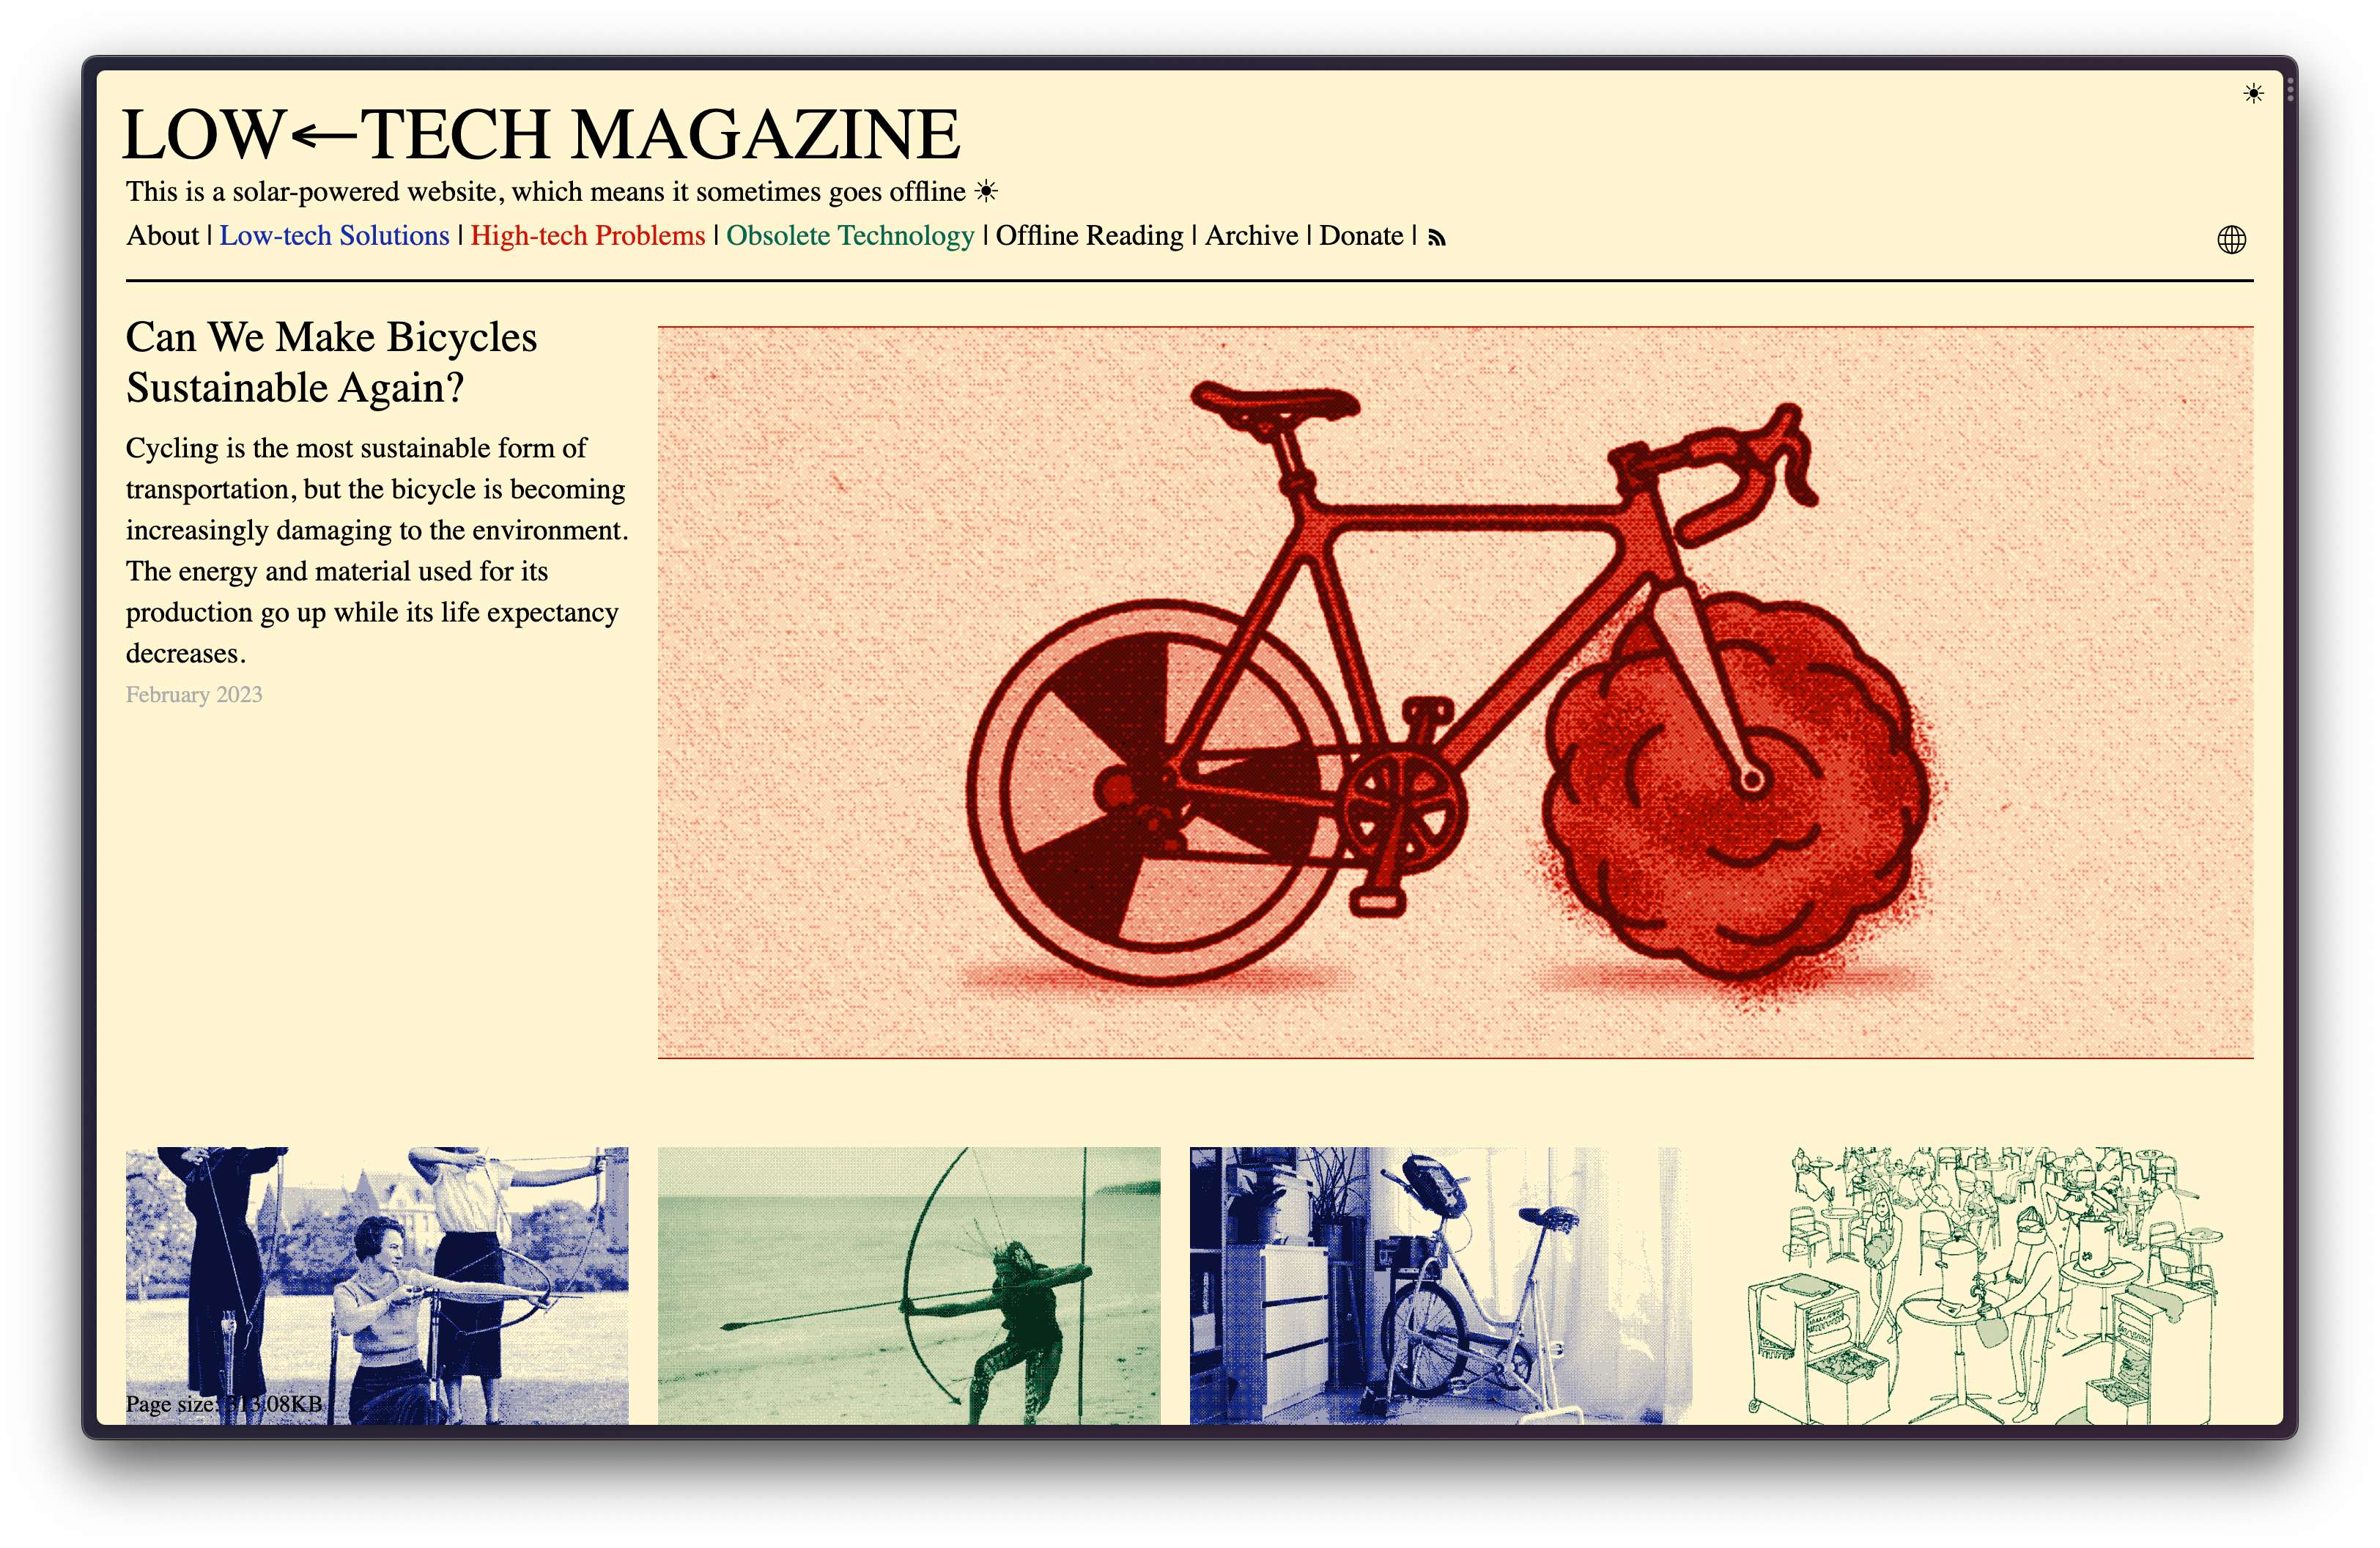 LOW←TECH MAGAZINE
This is a solar-powered website, which means it sometimes goes offline ☀
About | Low-tech Solutions | High-tech Problems | Obsolete Technology | Offline Reading | Archive | Donate |
Can We Make Bicycles
Sustainable Again?
Cycling is the most sustainable form of
transportation, but the bicycle is becoming
increasingly damaging to the environment.
The energy and material used for its
production go up while its life expectancy
decreases.
February 2023
Page size: 313.08KB